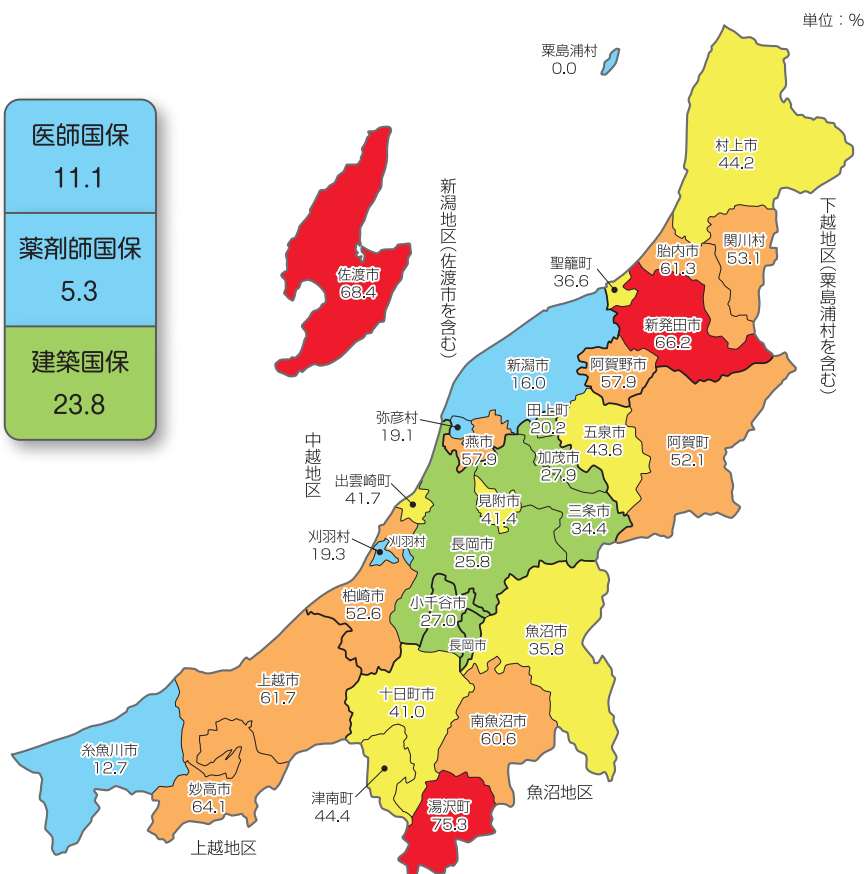 単位：%
粟島浦村
0.0
医師国保
11.1
薬剤師国保
5.3
建築国保
23.8
村上市
44.2
新潟地区(佐渡市を含む)
下越地区(粟島浦村を含む)
関川村
53.1
胎内市
61.3
聖籠町
36.6
佐渡市
68.4
新発田市
66.2
新潟市
16.0
阿賀野市
57.9
田上町
20.2
弥彦村
19.1
五泉市
43.6
燕市
57.9
阿賀町
52.1
中越地区
加茂市
27.9
出雲崎町
41.7
見附市
41.4
三条市
34.4
刈羽村
19.3
刈羽村
長岡市
25.8
柏崎市
52.6
小千谷市
27.0
魚沼市
35.8
長岡市
上越市
61.7
十日町市
41.0
南魚沼市
60.6
糸魚川市
12.7
妙高市
64.1
津南町
44.4
湯沢町
75.3
魚沼地区
上越地区